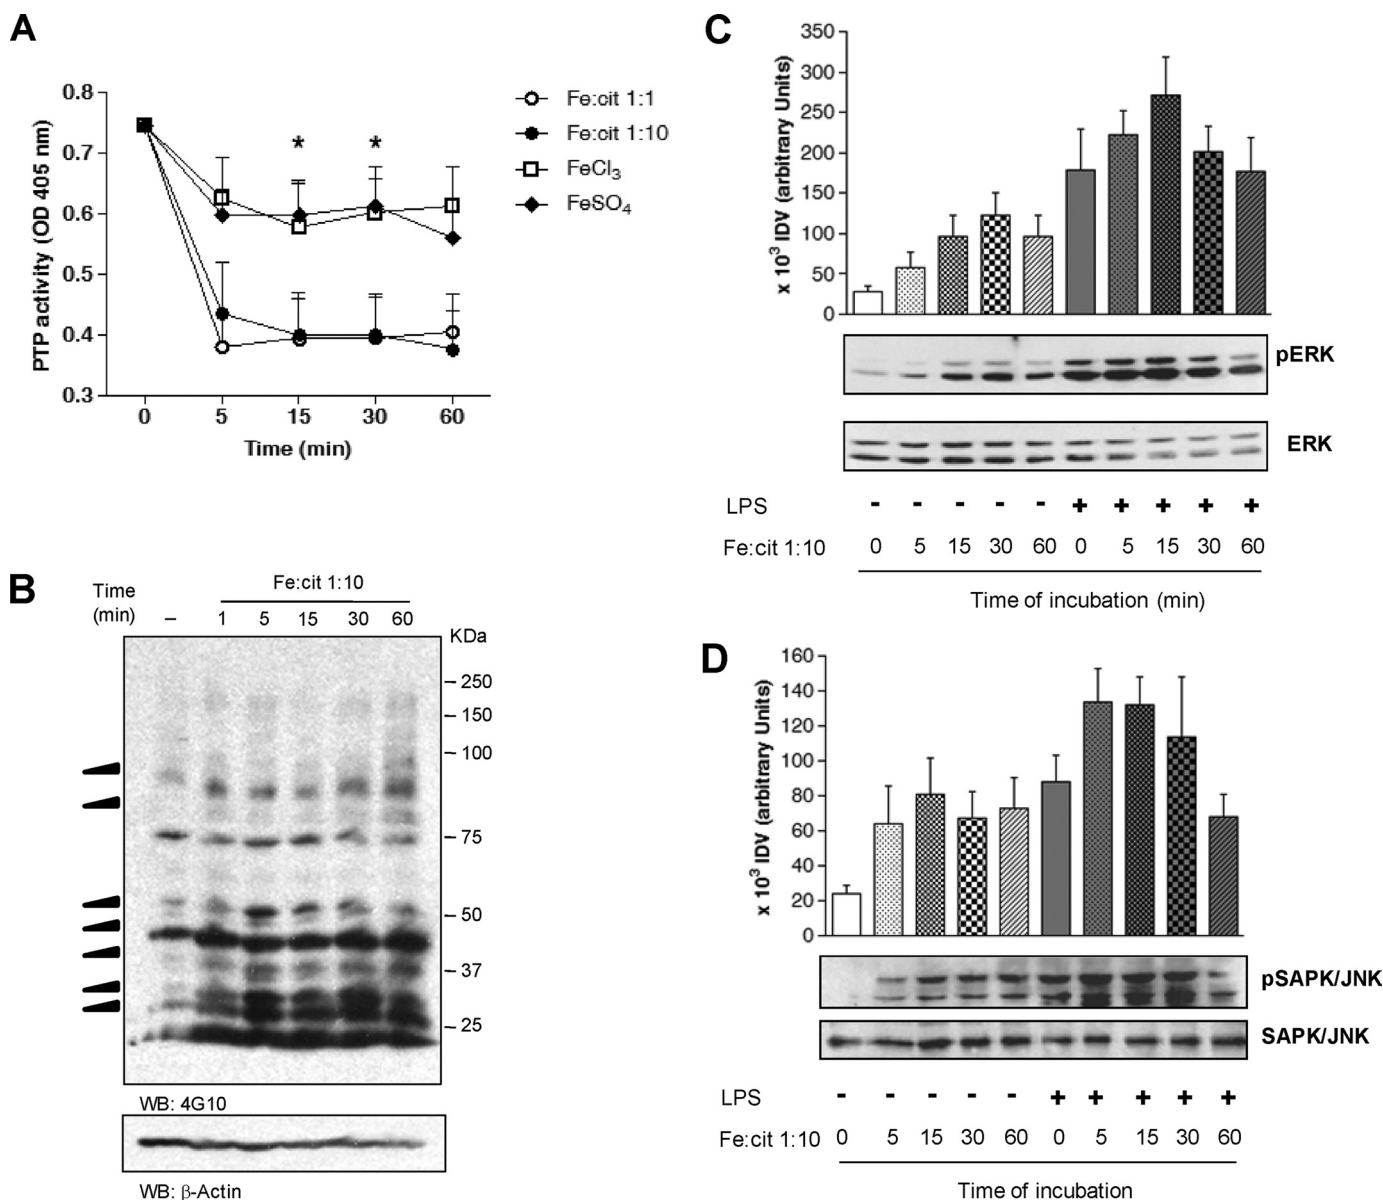 A
0.8
0.7
0.6
0.5
0.4
0.3
PTP activity (OD 405 nm)
* *
0 5 15 30 60
Time (min)
Fe:cit 1:1
Fe:cit 1:10
FeCl3
FeSO4
B
Time
(min)
Fe:cit 1:10
– 1 5 15 30 60
KDa
– 250
– 150
– 100
– 75
– 50
– 37
– 25
WB: 4G10
WB: β-Actin
C
350
300
250
200
150
100
50
0
x 10³ IDV (arbitrary Units)
pERK
ERK
LPS - - - - - + + + + +
Fe:cit 1:10 0 5 15 30 60 0 5 15 30 60
Time of incubation (min)
D
160
140
120
100
80
60
40
20
0
x 10³ IDV (arbitrary Units)
pSAPK/JNK
SAPK/JNK
LPS - - - - - + + + + +
Fe:cit 1:10 0 5 15 30 60 0 5 15 30 60
Time of incubation